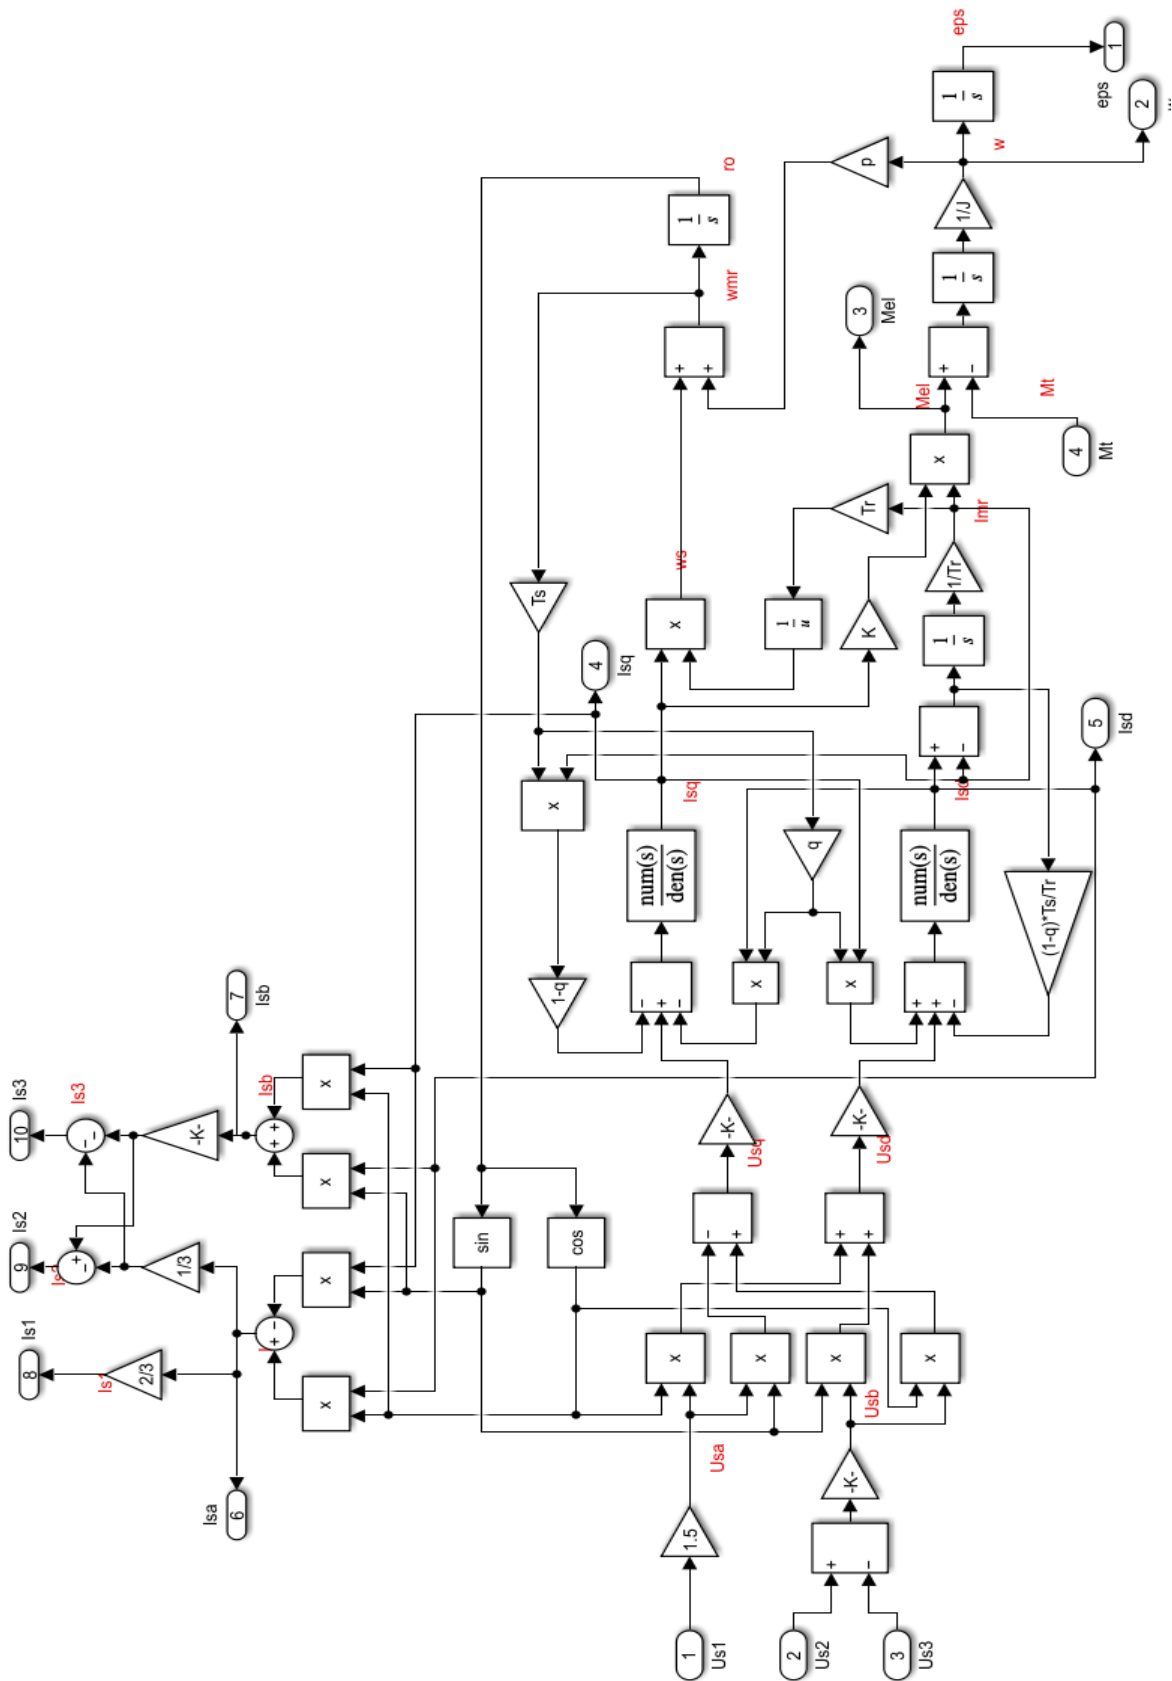 8
Is1
9
Is2
10
Is3
Is3
Is1
2/3
1/3
-K-
6
Isa
7
Isb
Isb
+
-
+
+
x
x
x
x
sin
cos
1-q
x
Ts
4
Isq
1
Us1
1.5
Usa
x
x
-
+
-K-
Usq
-
+
-
num(s)
den(s)
Isq
x
ws
+
+
wmr
1
s
ro
x
q
1
u
2
Us2
3
Us3
+
-
-K-
Usb
x
x
+
+
-K-
Usd
x
+
+
-
num(s)
den(s)
Isd
K
Tr
3
Mel
p
+
-
1
s
1/Tr
Imr
x
Mel
+
-
1
s
1/J
w
1
s
eps
(1-q)*Ts/Tr
5
Isd
4
Mt
Mt
1
eps
2